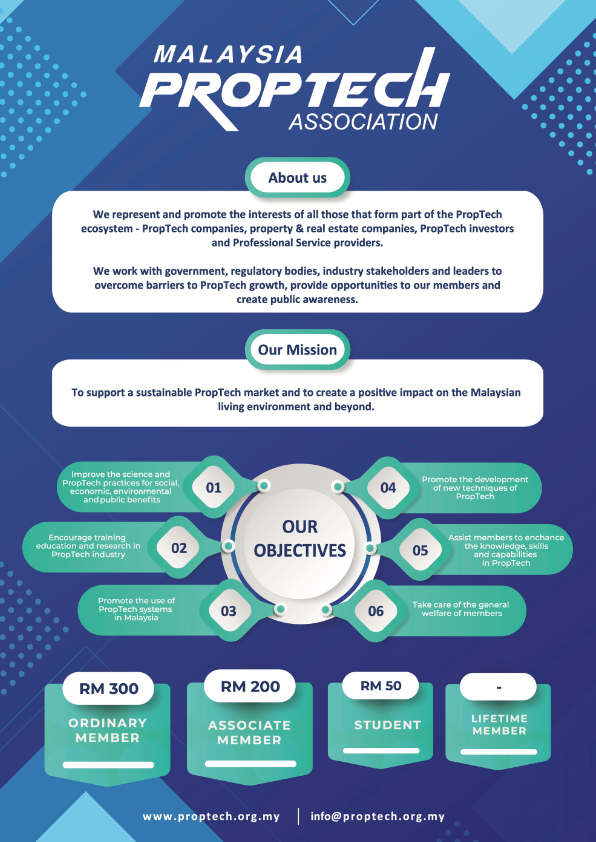 MALAYSIA
PROPTECH
ASSOCIATION
About us
We represent and promote the interests of all those that form part of the PropTech
ecosystem - PropTech companies, property & real estate companies, PropTech investors
and Professional Service providers.
We work with government, regulatory bodies, industry stakeholders and leaders to
overcome barriers to PropTech growth, provide opportunities to our members and
create public awareness.
Our Mission
To support a sustainable PropTech market and to create a positive impact on the Malaysian
living environment and beyond.
OUR
OBJECTIVES
01
Improve the science and
PropTech practices for social,
economic, environmental
and public benefits
02
Encourage training
education and research in
PropTech industry
03
Promote the use of
PropTech systems
in Malaysia
04
Promote the development
of new techniques of
PropTech
05
Assist members to enchance
the knowledge, skills
and capabilities
in PropTech
06
Take care of the general
welfare of members
RM 300
ORDINARY
MEMBER
RM 200
ASSOCIATE
MEMBER
RM 50
STUDENT
-
LIFETIME
MEMBER
www.proptech.org.my | info@proptech.org.my